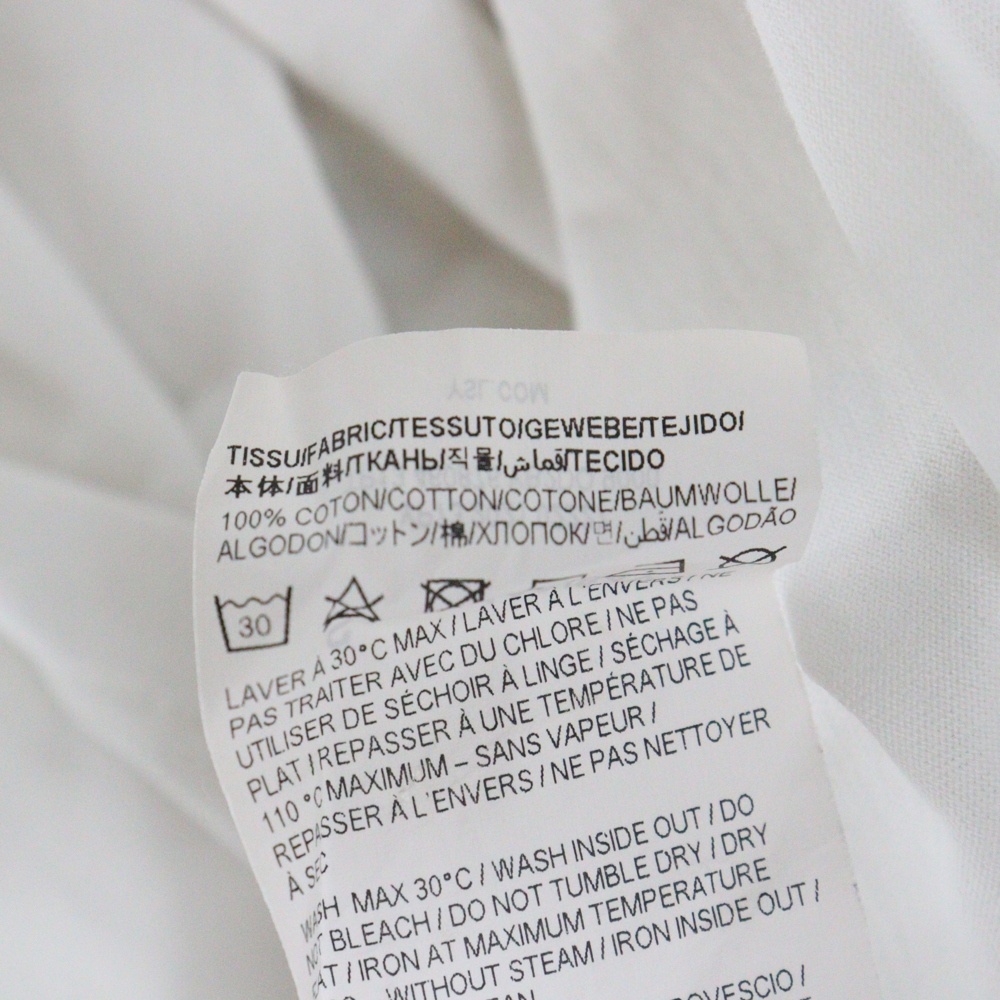 TISSU/FABRIC/TESSUTO/GEWEBE/TEJIDO/
本体/面料/ТКАНЬ/직물/قماش/TECIDO
100% COTON/COTTON/COTONE/BAUMWOLLE/
ALGODON/コットン/棉/ХЛОПОК/면/قطن/ALGODÃO
30
LAVER À 30°C MAX / LAVER À L'ENVERS / NE
PAS TRAITER AVEC DU CHLORE / NE PAS
UTILISER DE SÉCHOIR À LINGE / SÉCHAGE À
PLAT / REPASSER À UNE TEMPÉRATURE DE
110 °C MAXIMUM – SANS VAPEUR /
REPASSER À L'ENVERS / NE PAS NETTOYER
À SEC
WASH MAX 30°C / WASH INSIDE OUT / DO
NOT BLEACH / DO NOT TUMBLE DRY / DRY
/ IRON AT MAXIMUM TEMPERATURE
WITHOUT STEAM / IRON INSIDE OUT /